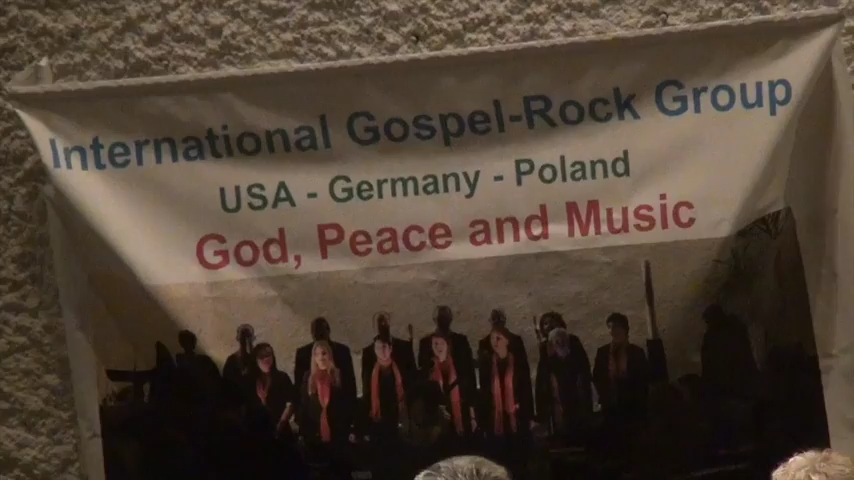 International Gospel-Rock Group
USA - Germany - Poland
God, Peace and Music